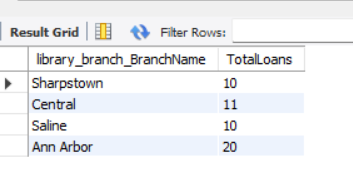 Result Grid Filter Rows:
library_branch_BranchName TotalLoans
Sharpstown 10
Central 11
Saline 10
Ann Arbor 20